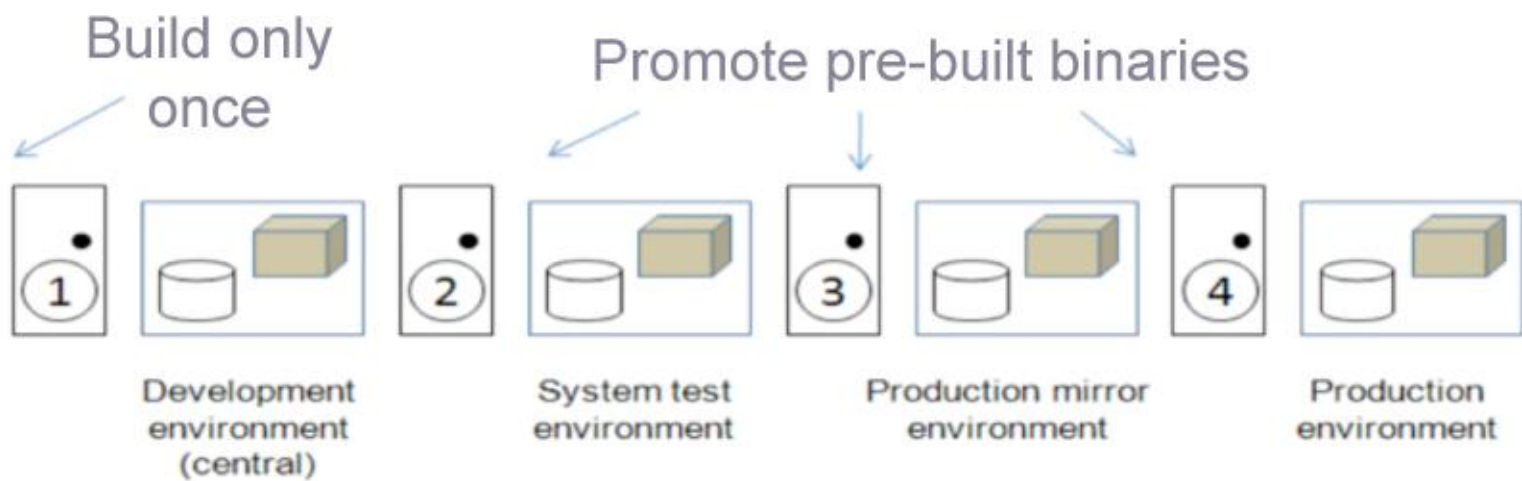 Build only
once
Promote pre-built binaries
1
2
3
4
Development
environment
(central)
System test
environment
Production mirror
environment
Production
environment